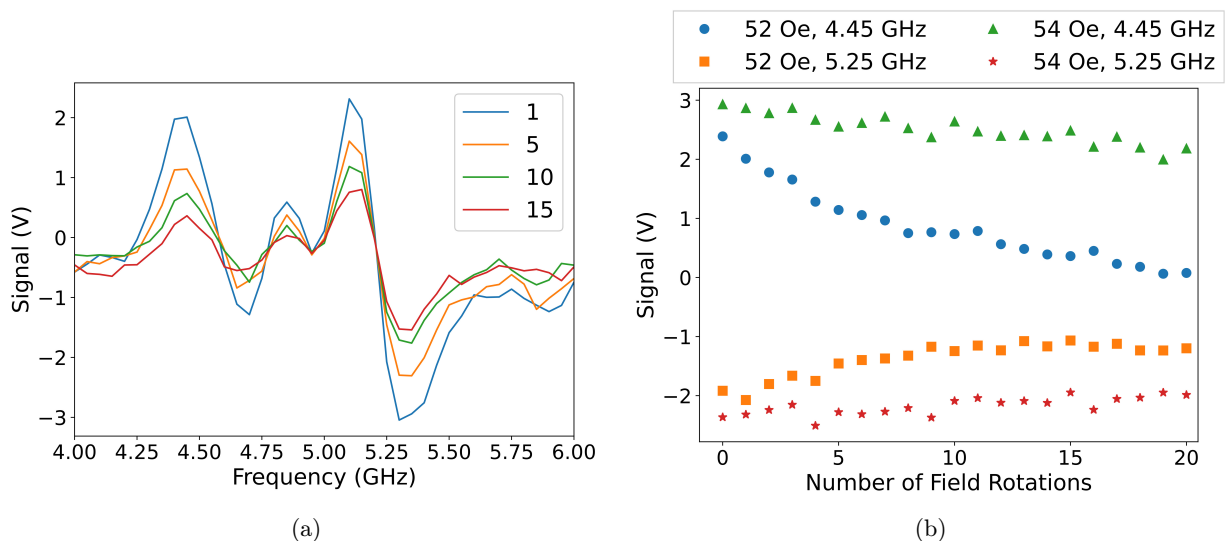 2
1
0
−1
−2
−3
Signal (V)
1
5
10
15
4.00 4.25 4.50 4.75 5.00 5.25 5.50 5.75 6.00
Frequency (GHz)
(a)
52 Oe, 4.45 GHz 54 Oe, 4.45 GHz
52 Oe, 5.25 GHz 54 Oe, 5.25 GHz
3
2
1
0
−1
−2
Signal (V)
0 5 10 15 20
Number of Field Rotations
(b)